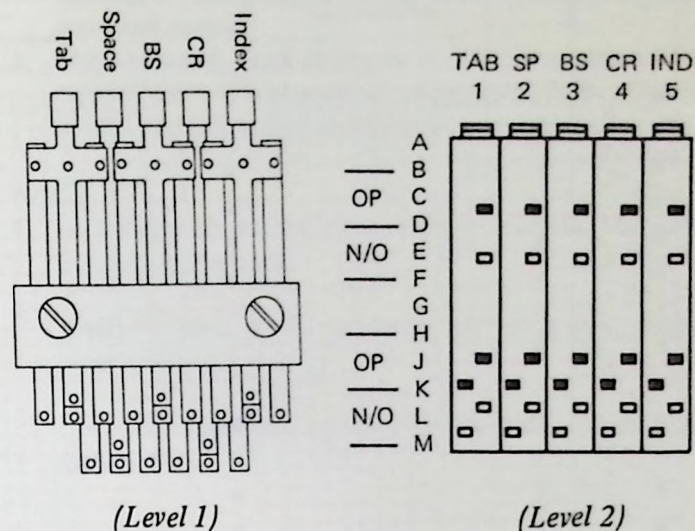 Tab
Space
BS
CR
Index
(Level 1)
TAB SP BS CR IND
1 2 3 4 5
A
B
OP C
D
N/O E
F
G
H
OP J
K
N/O L
M
(Level 2)